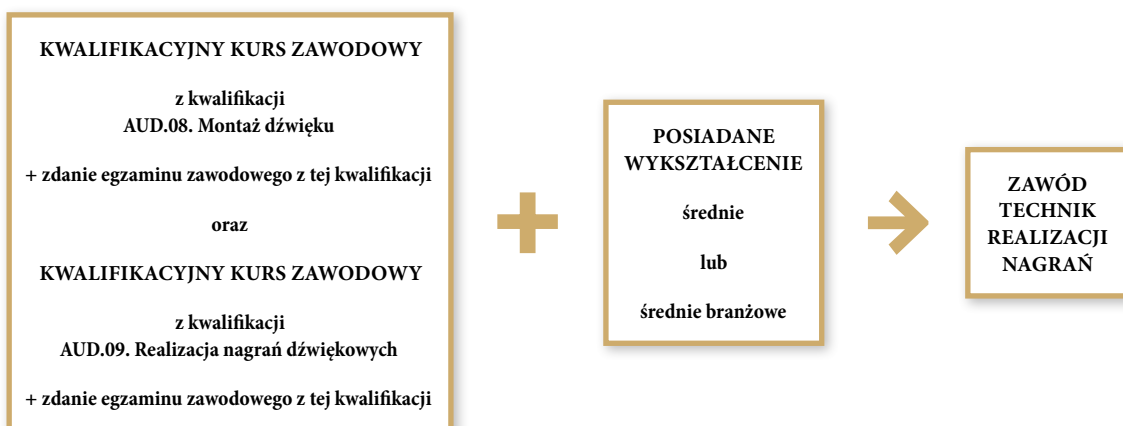 KWALIFIKACYJNY KURS ZAWODOWY
z kwalifikacji
AUD.08. Montaż dźwięku
+ zdanie egzaminu zawodowego z tej kwalifikacji
oraz
KWALIFIKACYJNY KURS ZAWODOWY
z kwalifikacji
AUD.09. Realizacja nagrań dźwiękowych
+ zdanie egzaminu zawodowego z tej kwalifikacji
POSIADANE
WYKSZTAŁCENIE
średnie
lub
średnie branżowe
ZAWÓD
TECHNIK
REALIZACJI
NAGRAŃ